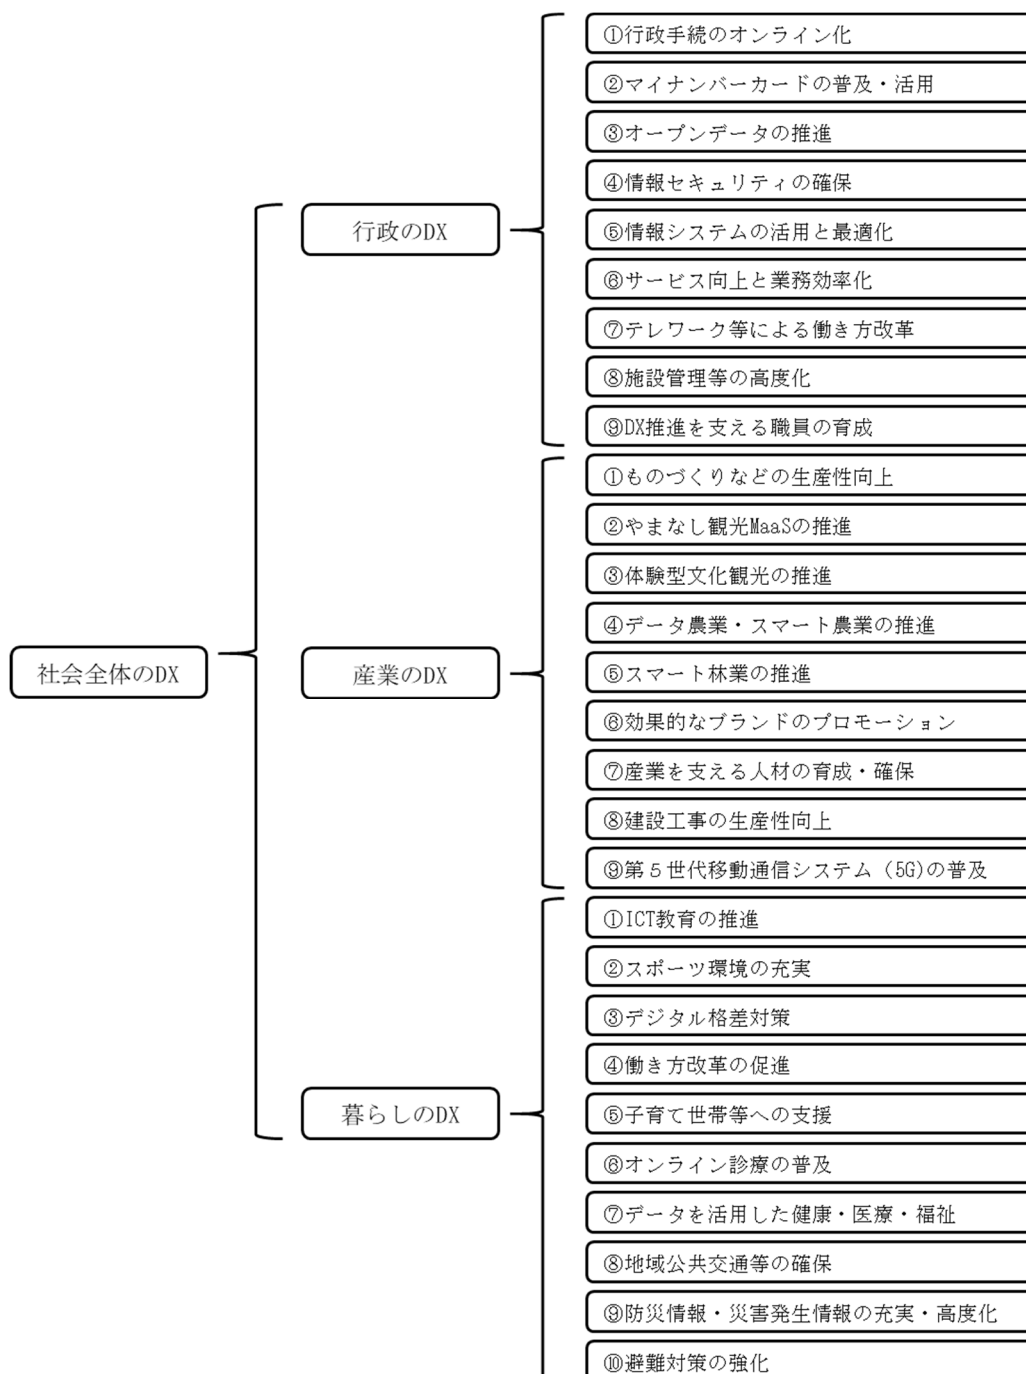 社会全体のDX
行政のDX
①行政手続のオンライン化
②マイナンバーカードの普及・活用
③オープンデータの推進
④情報セキュリティの確保
⑤情報システムの活用と最適化
⑥サービス向上と業務効率化
⑦テレワーク等による働き方改革
⑧施設管理等の高度化
⑨DX推進を支える職員の育成
産業のDX
①ものづくりなどの生産性向上
②やまなし観光MaaSの推進
③体験型文化観光の推進
④データ農業・スマート農業の推進
⑤スマート林業の推進
⑥効果的なブランドのプロモーション
⑦産業を支える人材の育成・確保
⑧建設工事の生産性向上
⑨第５世代移動通信システム（5G)の普及
暮らしのDX
①ICT教育の推進
②スポーツ環境の充実
③デジタル格差対策
④働き方改革の促進
⑤子育て世帯等への支援
⑥オンライン診療の普及
⑦データを活用した健康・医療・福祉
⑧地域公共交通等の確保
⑨防災情報・災害発生情報の充実・高度化
⑩避難対策の強化